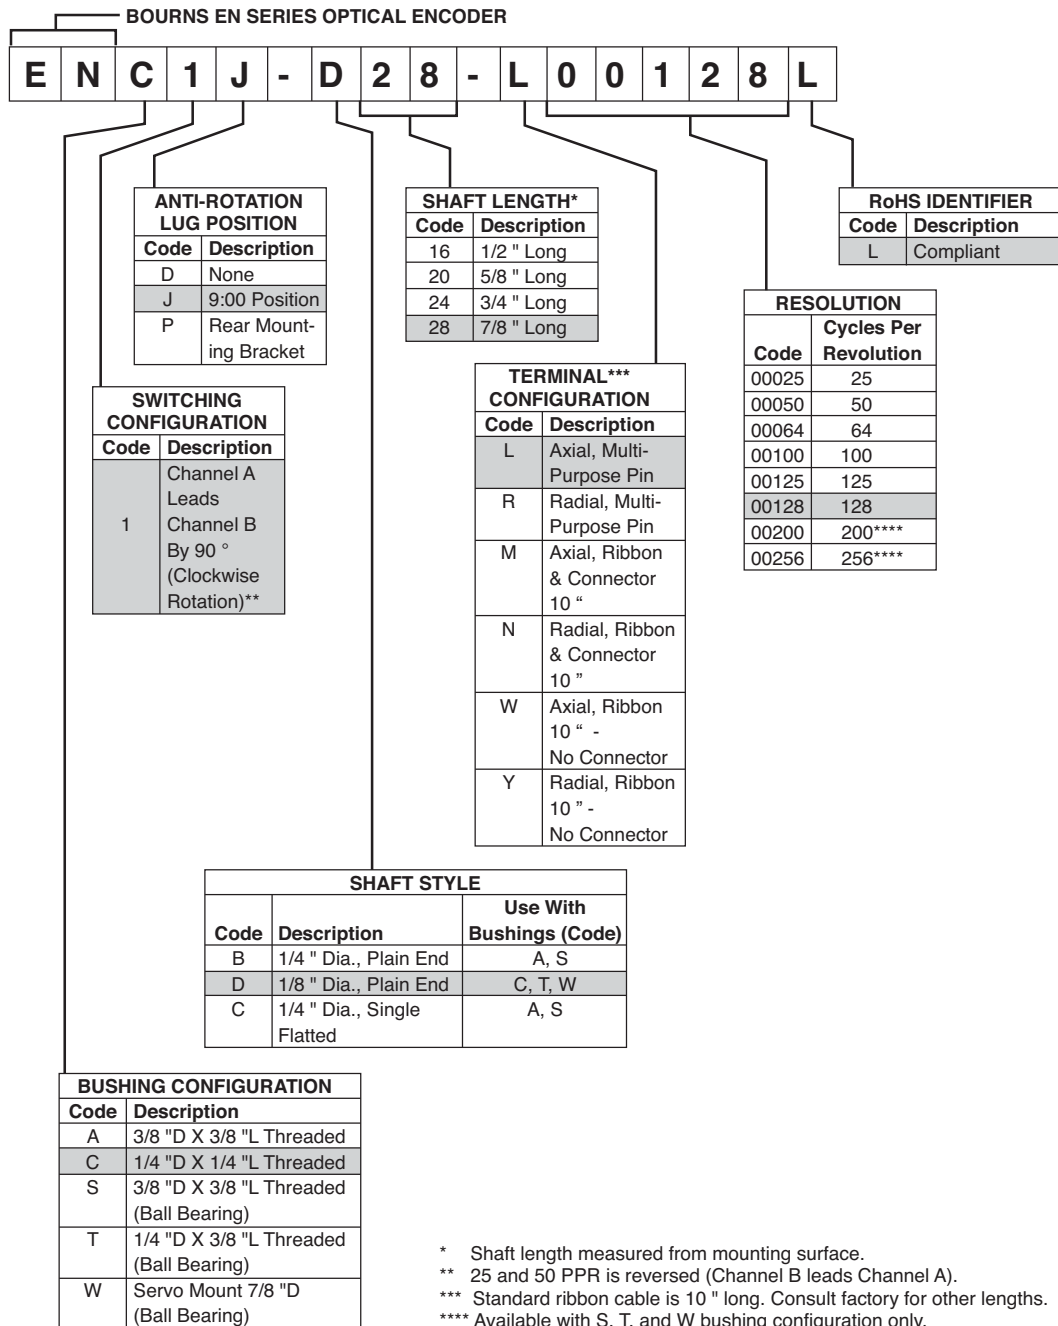 BOURNS EN SERIES OPTICAL ENCODER
E N C 1 J - D 2 8 - L 0 0 1 2 8 L
ANTI-ROTATION
LUG POSITION
Code Description
D None
J 9:00 Position
P Rear Mount-
ing Bracket
SHAFT LENGTH*
Code Description
16 1/2 " Long
20 5/8 " Long
24 3/4 " Long
28 7/8 " Long
RoHS IDENTIFIER
Code Description
L Compliant
RESOLUTION
Cycles Per
Code Revolution
00025 25
00050 50
00064 64
00100 100
00125 125
00128 128
00200 200****
00256 256****
TERMINAL***
CONFIGURATION
Code Description
L Axial, Multi-
Purpose Pin
R Radial, Multi-
Purpose Pin
M Axial, Ribbon
& Connector
10 “
N Radial, Ribbon
& Connector
10 ”
W Axial, Ribbon
10 “ -
No Connector
Y Radial, Ribbon
10 ” -
No Connector
SWITCHING
CONFIGURATION
Code Description
Channel A
Leads
1 Channel B
By 90 °
(Clockwise
Rotation)**
SHAFT STYLE
Use With
Code Description Bushings (Code)
B 1/4 " Dia., Plain End A, S
D 1/8 " Dia., Plain End C, T, W
C 1/4 " Dia., Single A, S
Flatted
BUSHING CONFIGURATION
Code Description
A 3/8 "D X 3/8 "L Threaded
C 1/4 "D X 1/4 "L Threaded
S 3/8 "D X 3/8 "L Threaded
(Ball Bearing)
T 1/4 "D X 3/8 "L Threaded
(Ball Bearing)
W Servo Mount 7/8 "D
(Ball Bearing)
* Shaft length measured from mounting surface.
** 25 and 50 PPR is reversed (Channel B leads Channel A).
*** Standard ribbon cable is 10 " long. Consult factory for other lengths.
**** Available with S, T, and W bushing configuration only.